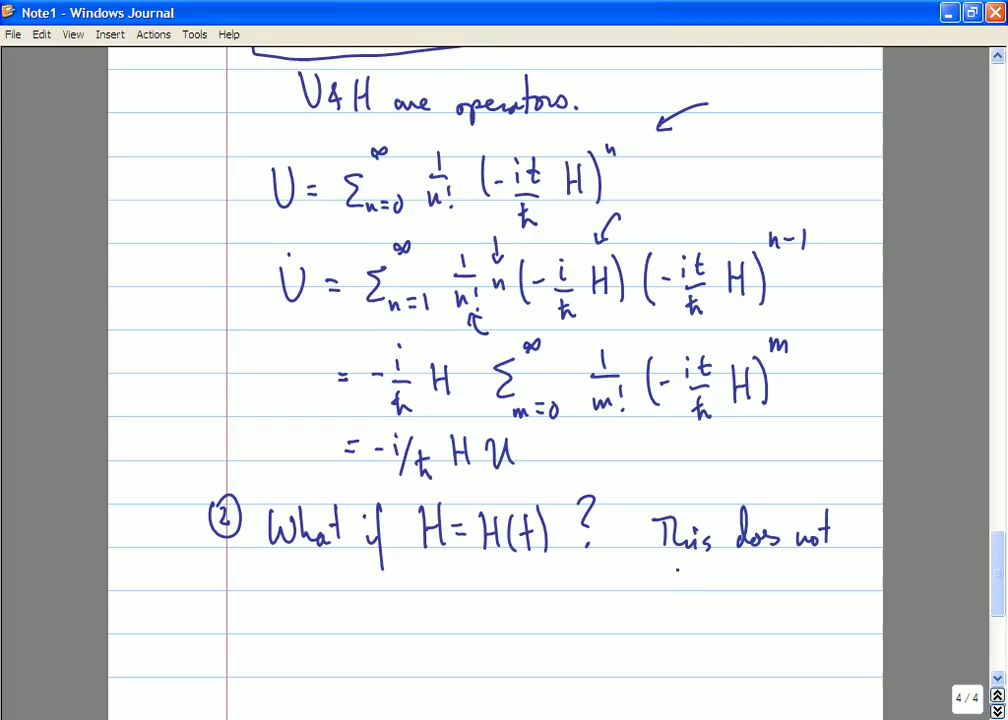 Note1 - Windows Journal
File Edit View Insert Actions Tools Help
U & H are operators.
U = Σ_{n=0}^∞ 1/n! (-it/ħ H)^n
U̇ = Σ_{n=1}^∞ 1/n! n (-i/ħ H) (-it/ħ H)^{n-1}
= -i/ħ H Σ_{m=0}^∞ 1/m! (-it/ħ H)^m
= -i/ħ H U
② What if H = H(t) ? This does not
4 / 4